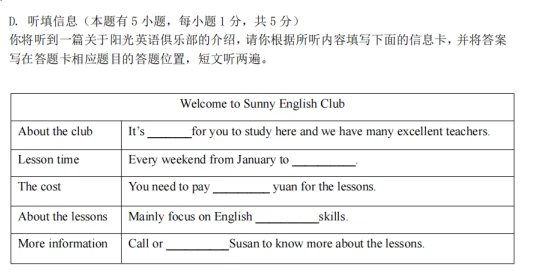 D. 听填信息（本题有 5 小题，每小题 1 分，共 5 分）
你将听到一篇关于阳光英语俱乐部的介绍，请你根据所听内容填写下面的信息卡，并将答案
写在答题卡相应题目的答题位置，短文听两遍。
Welcome to Sunny English Club
About the club It's _______for you to study here and we have many excellent teachers.
Lesson time Every weekend from January to __________.
The cost You need to pay _________ yuan for the lessons.
About the lessons Mainly focus on English __________skills.
More information Call or __________Susan to know more about the lessons.